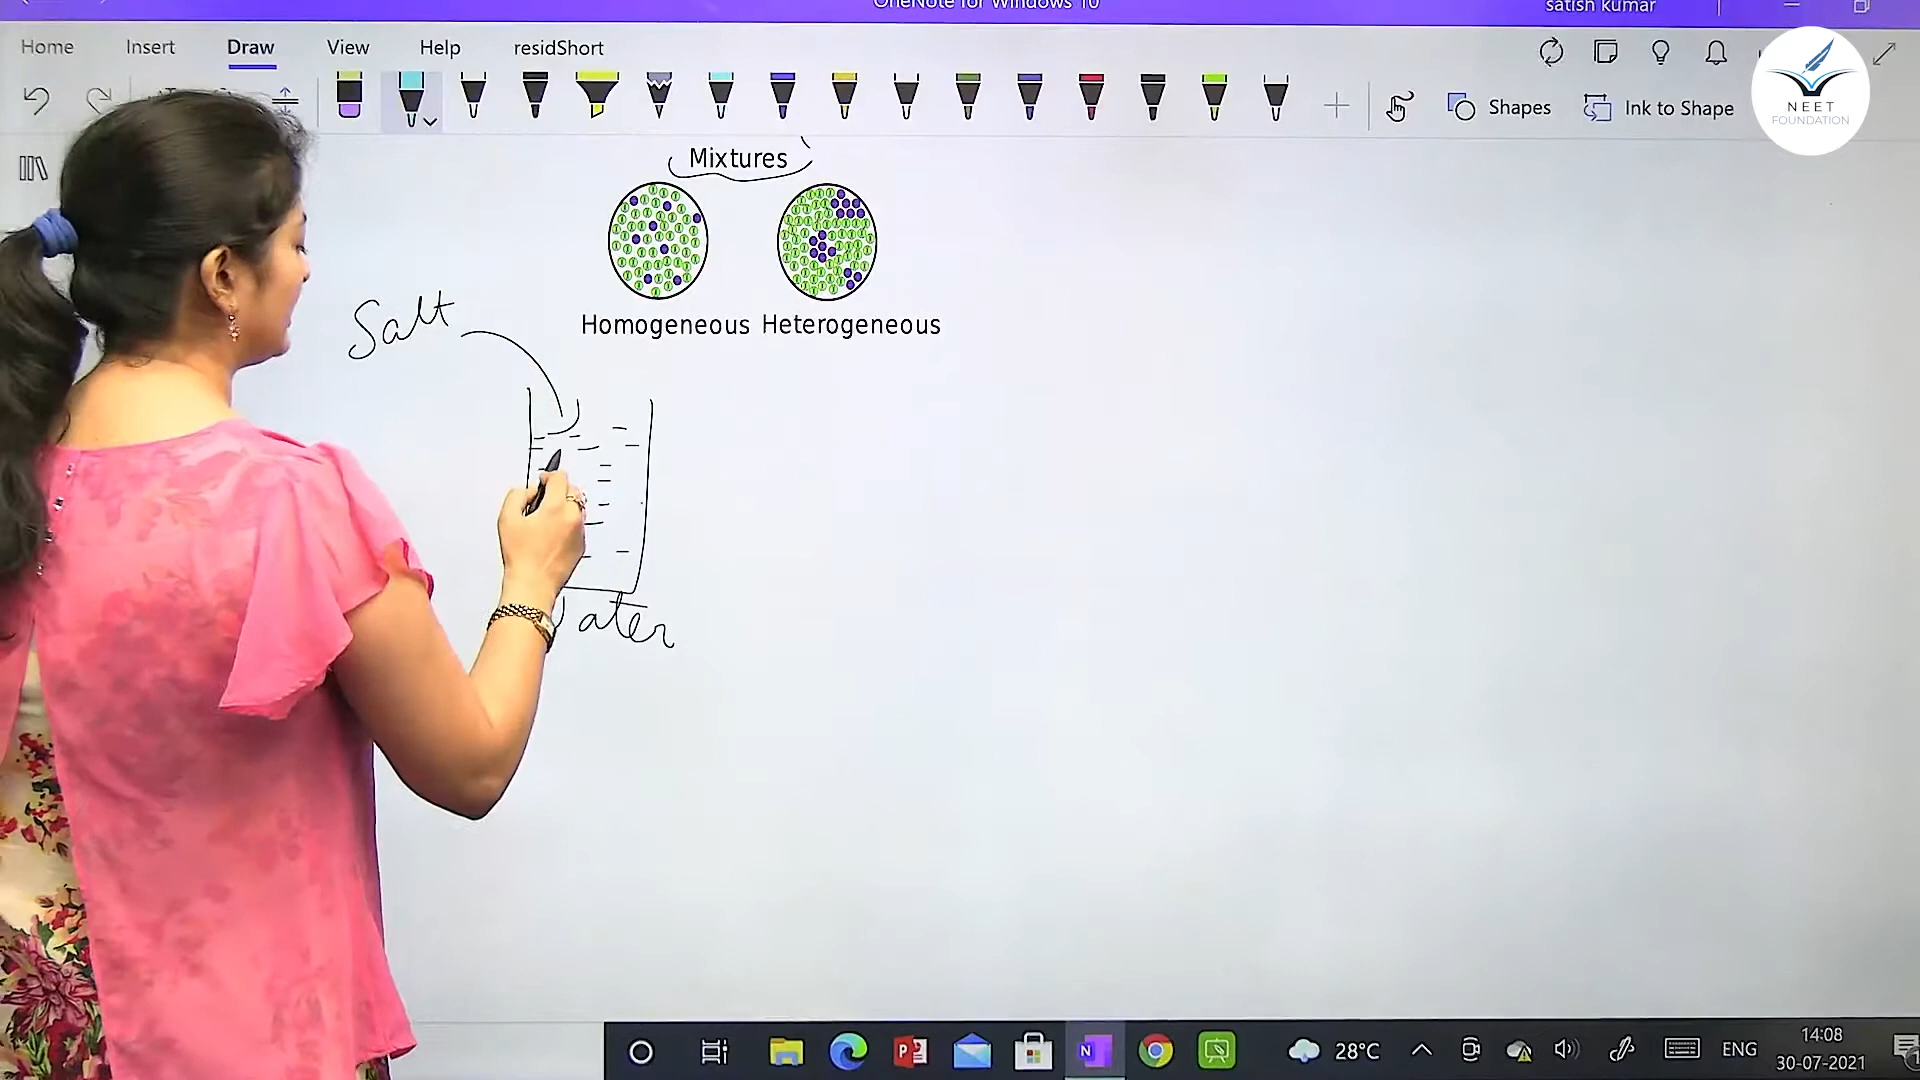 OneNote for Windows 10
satish kumar
Home Insert Draw View Help residShort
Shapes Ink to Shape
NEET
FOUNDATION
Mixtures
Homogeneous Heterogeneous
Salt
Water
28°C ENG 14:08
30-07-2021